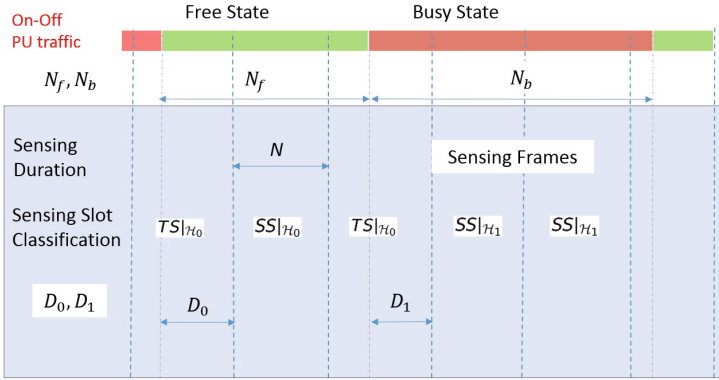 Free State
Busy State
On-Off
PU traffic
N_f, N_b
N_f
N_b
Sensing
Duration
N
Sensing Frames
Sensing Slot
Classification
TS|_{ℋ_0}
SS|_{ℋ_0}
TS|_{ℋ_0}
SS|_{ℋ_1}
SS|_{ℋ_1}
D_0, D_1
D_0
D_1